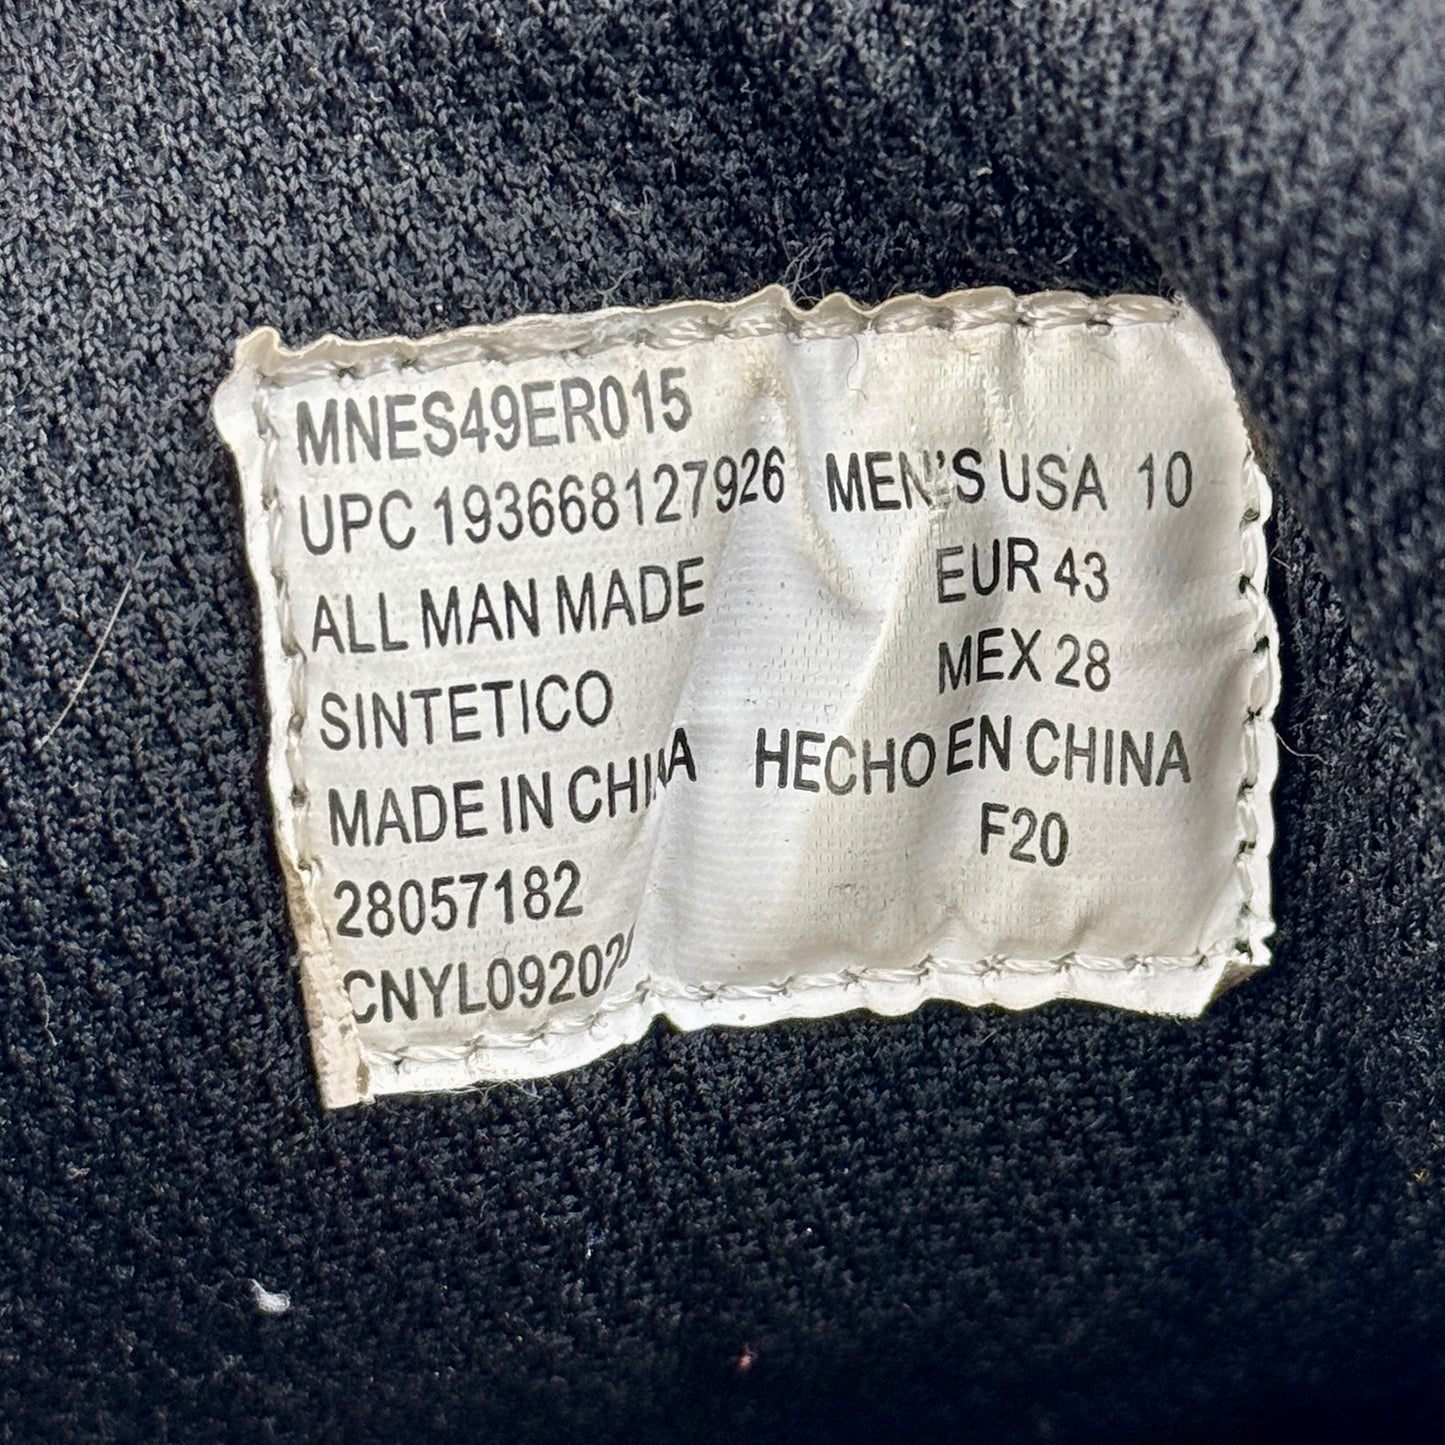 MNES49ER015
UPC 193668127926
ALL MAN MADE
SINTETICO
MADE IN CHINA
28057182
MEN'S USA 10
EUR 43
MEX 28
HECHO EN CHINA
F20